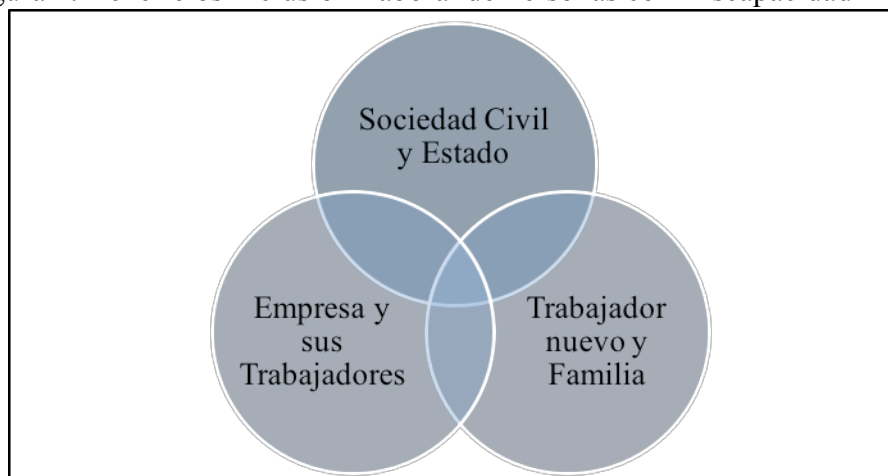 Sociedad Civil
y Estado
Empresa y
sus
Trabajadores
Trabajador
nuevo y
Familia